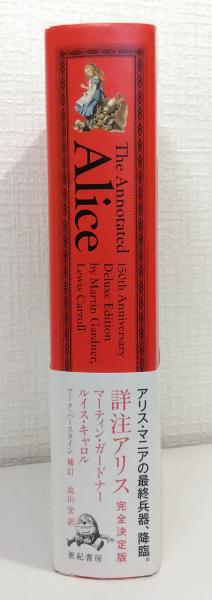 The Annotated
Alice
150th Anniversary
Deluxe Edition
by Martin Gardner,
Lewis Carroll
アリス・マニアの最終兵器、降臨。
詳注アリス 完全決定版
マーティン・ガードナー
ルイス・キャロル
マーク・バースタイン 補訂 高山 宏 訳
亜紀書房